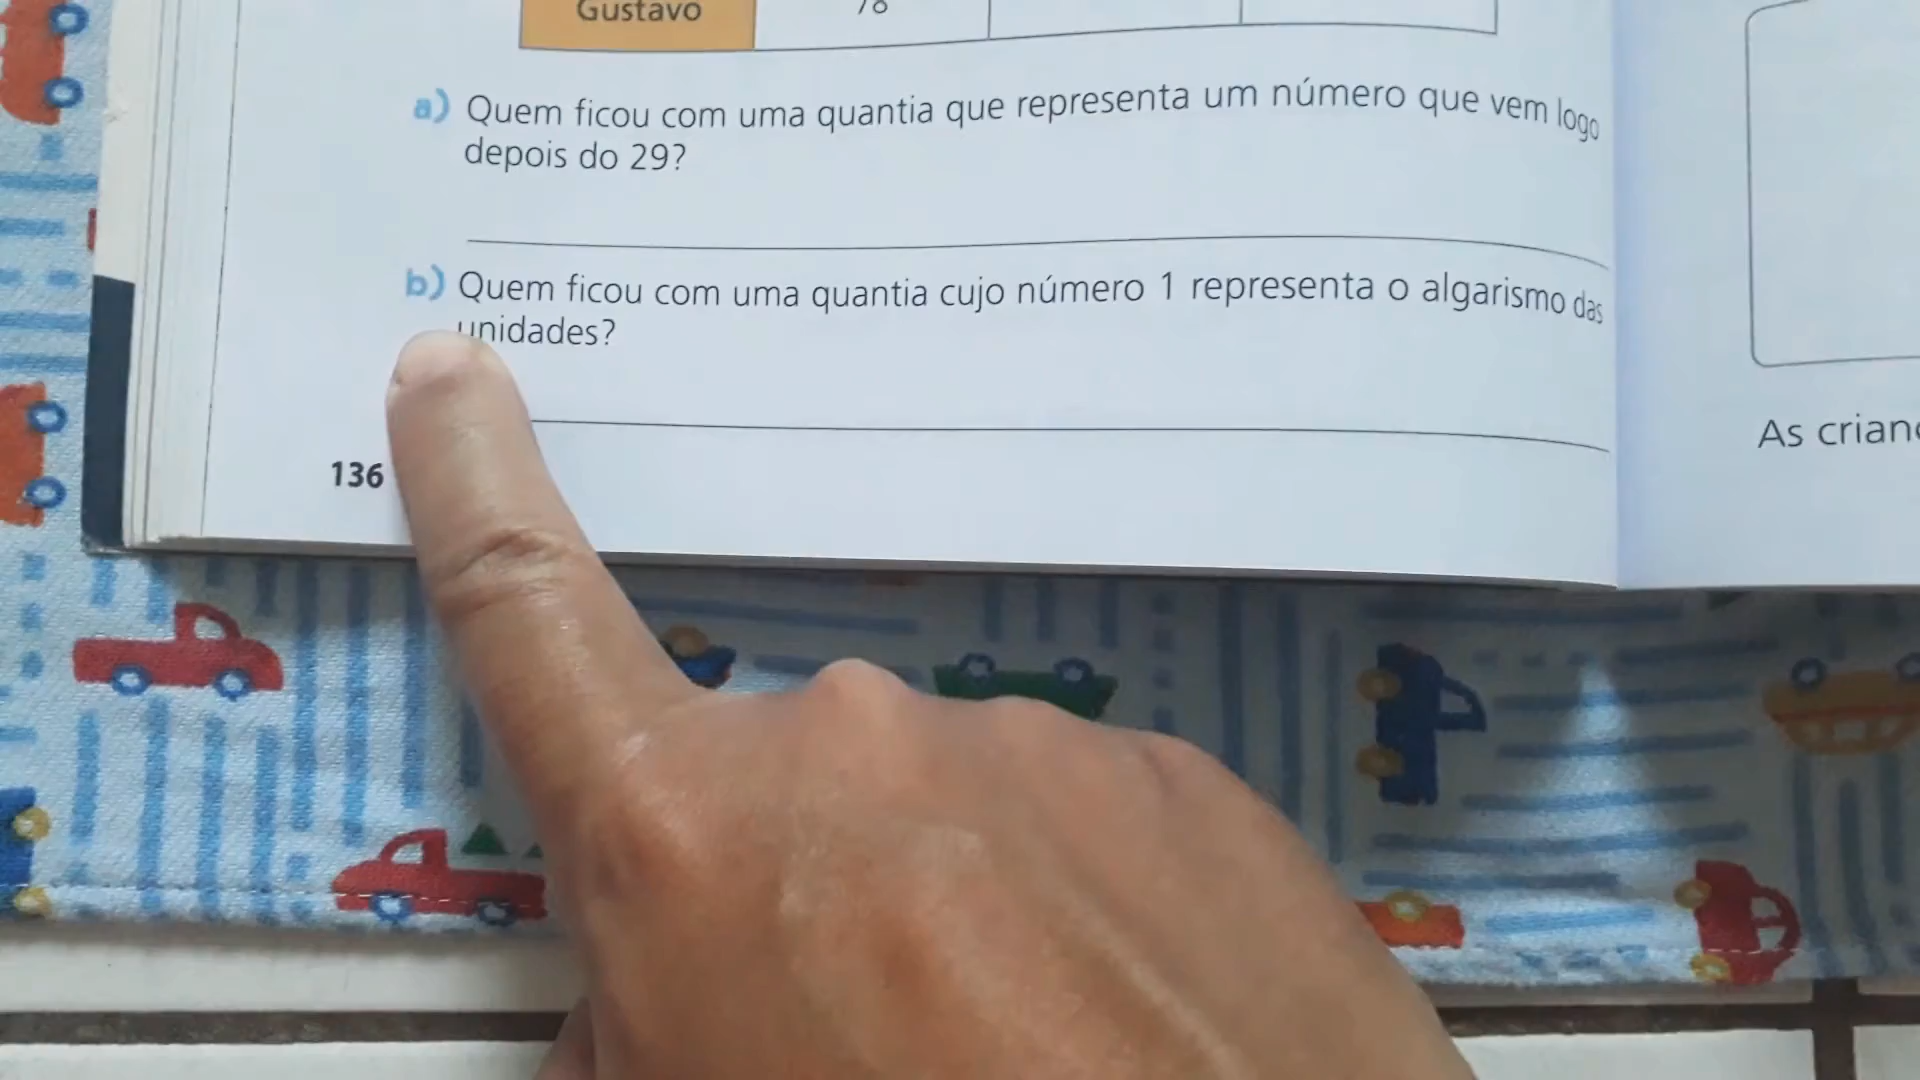 Gustavo 78
a) Quem ficou com uma quantia que representa um número que vem logo
depois do 29?
b) Quem ficou com uma quantia cujo número 1 representa o algarismo das
unidades?
136
As crian